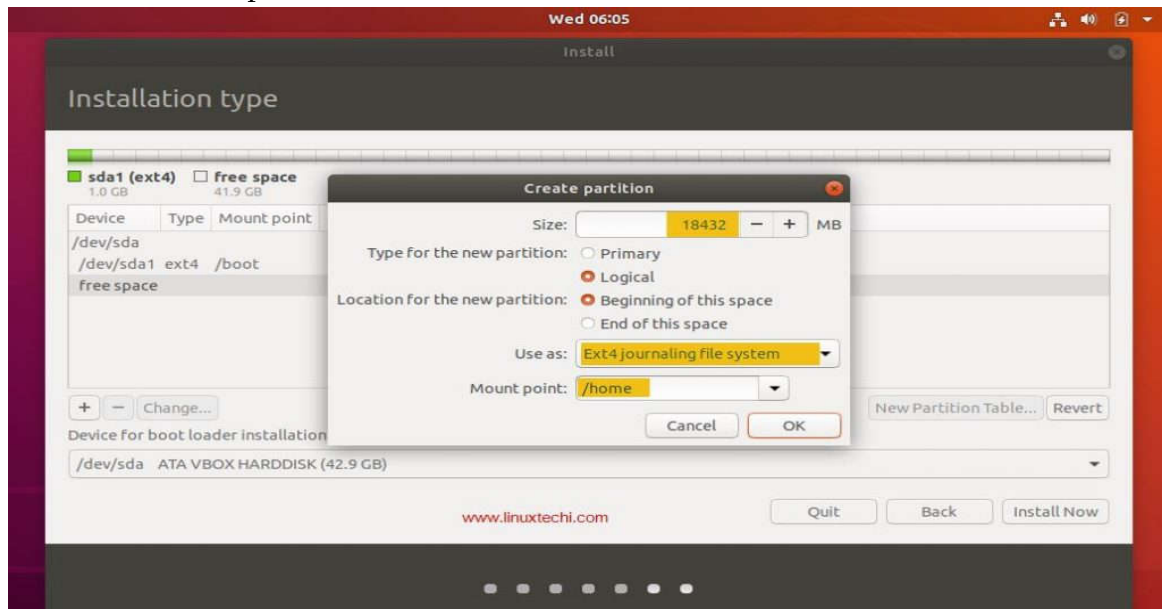 Wed 06:05
Install
Installation type
sda1 (ext4) free space
1.0 GB 41.9 GB
Create partition
Size: 18432 − + MB
Type for the new partition: Primary
Logical
Location for the new partition: Beginning of this space
End of this space
Use as: Ext4 journaling file system
Mount point: /home
Cancel OK
Device Type Mount point
/dev/sda
/dev/sda1 ext4 /boot
free space
+ − Change... New Partition Table... Revert
Device for boot loader installation
/dev/sda ATA VBOX HARDDISK (42.9 GB)
www.linuxtechi.com
Quit Back Install Now